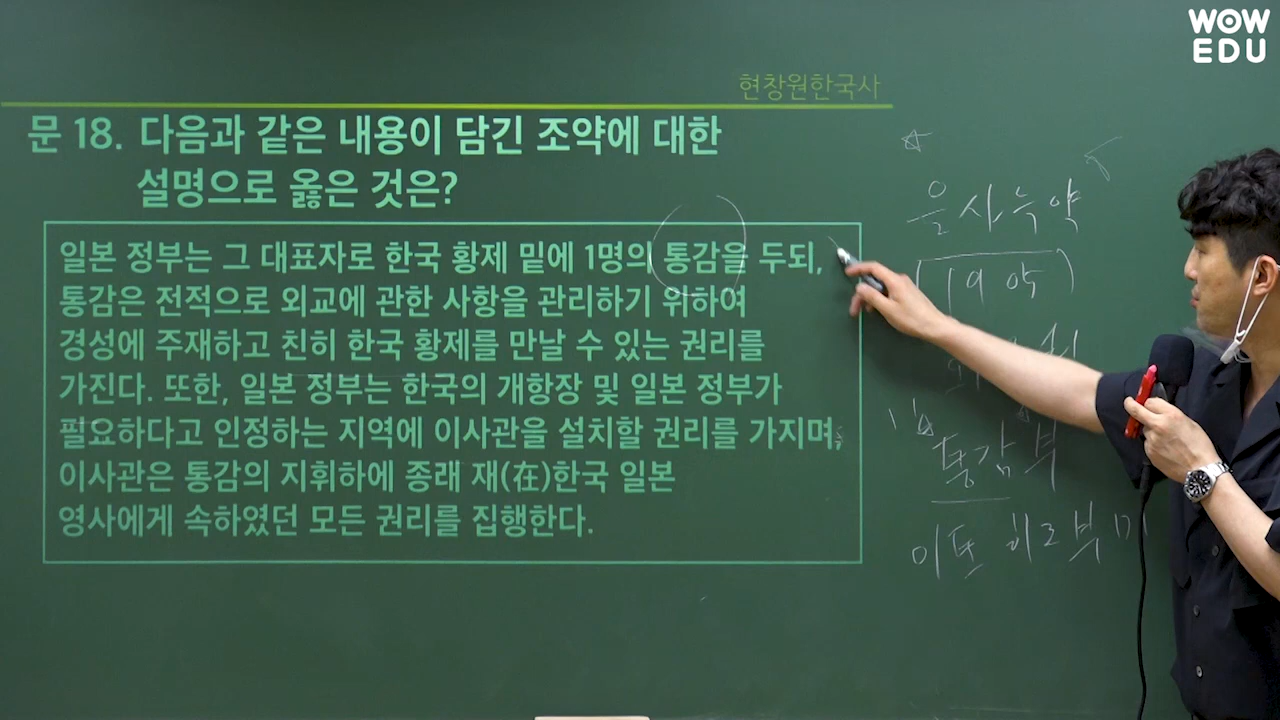 WOW
EDU
현창원한국사
문 18. 다음과 같은 내용이 담긴 조약에 대한
설명으로 옳은 것은?
일본 정부는 그 대표자로 한국 황제 밑에 1명의 통감을 두되,
통감은 전적으로 외교에 관한 사항을 관리하기 위하여
경성에 주재하고 친히 한국 황제를 만날 수 있는 권리를
가진다. 또한, 일본 정부는 한국의 개항장 및 일본 정부가
필요하다고 인정하는 지역에 이사관을 설치할 권리를 가지며,
이사관은 통감의 지휘하에 종래 재(在)한국 일본
영사에게 속하였던 모든 권리를 집행한다.
을사늑약
통감부
이토 히로부미